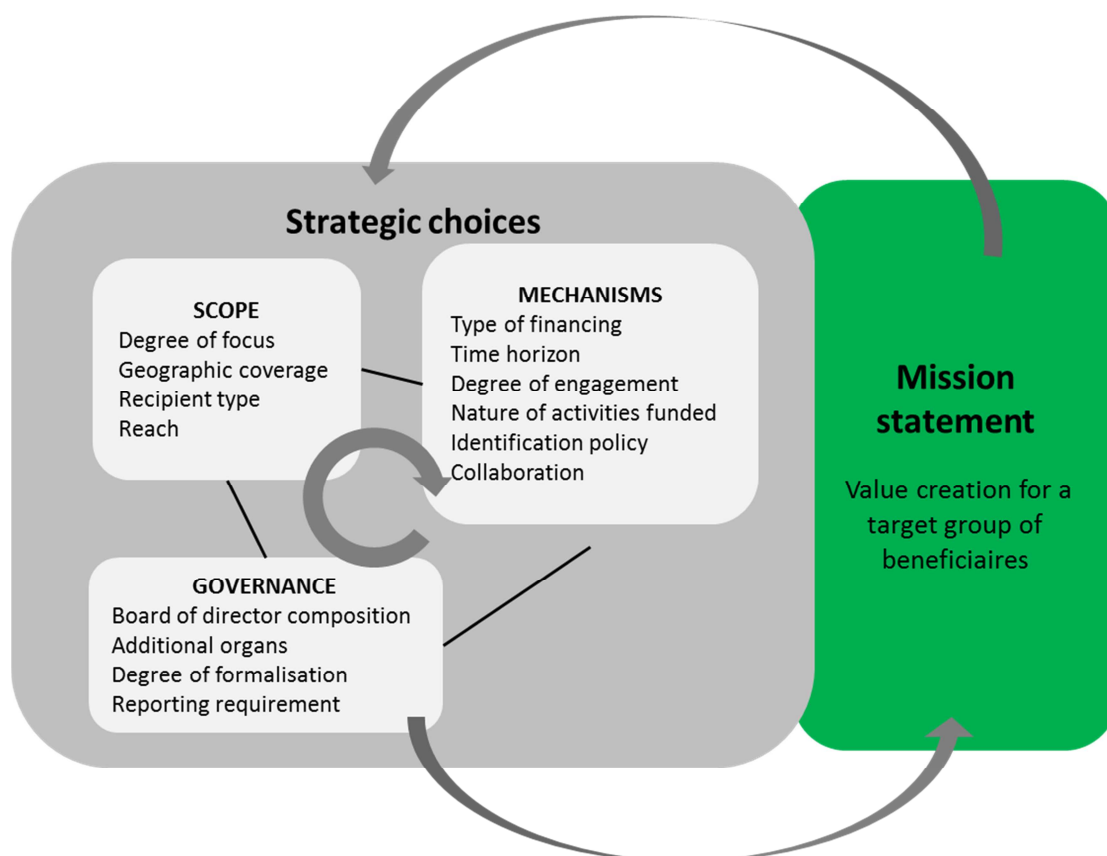 Strategic choices
SCOPE
Degree of focus
Geographic coverage
Recipient type
Reach
MECHANISMS
Type of financing
Time horizon
Degree of engagement
Nature of activities funded
Identification policy
Collaboration
GOVERNANCE
Board of director composition
Additional organs
Degree of formalisation
Reporting requirement
Mission
statement
Value creation for a
target group of
beneficiaires